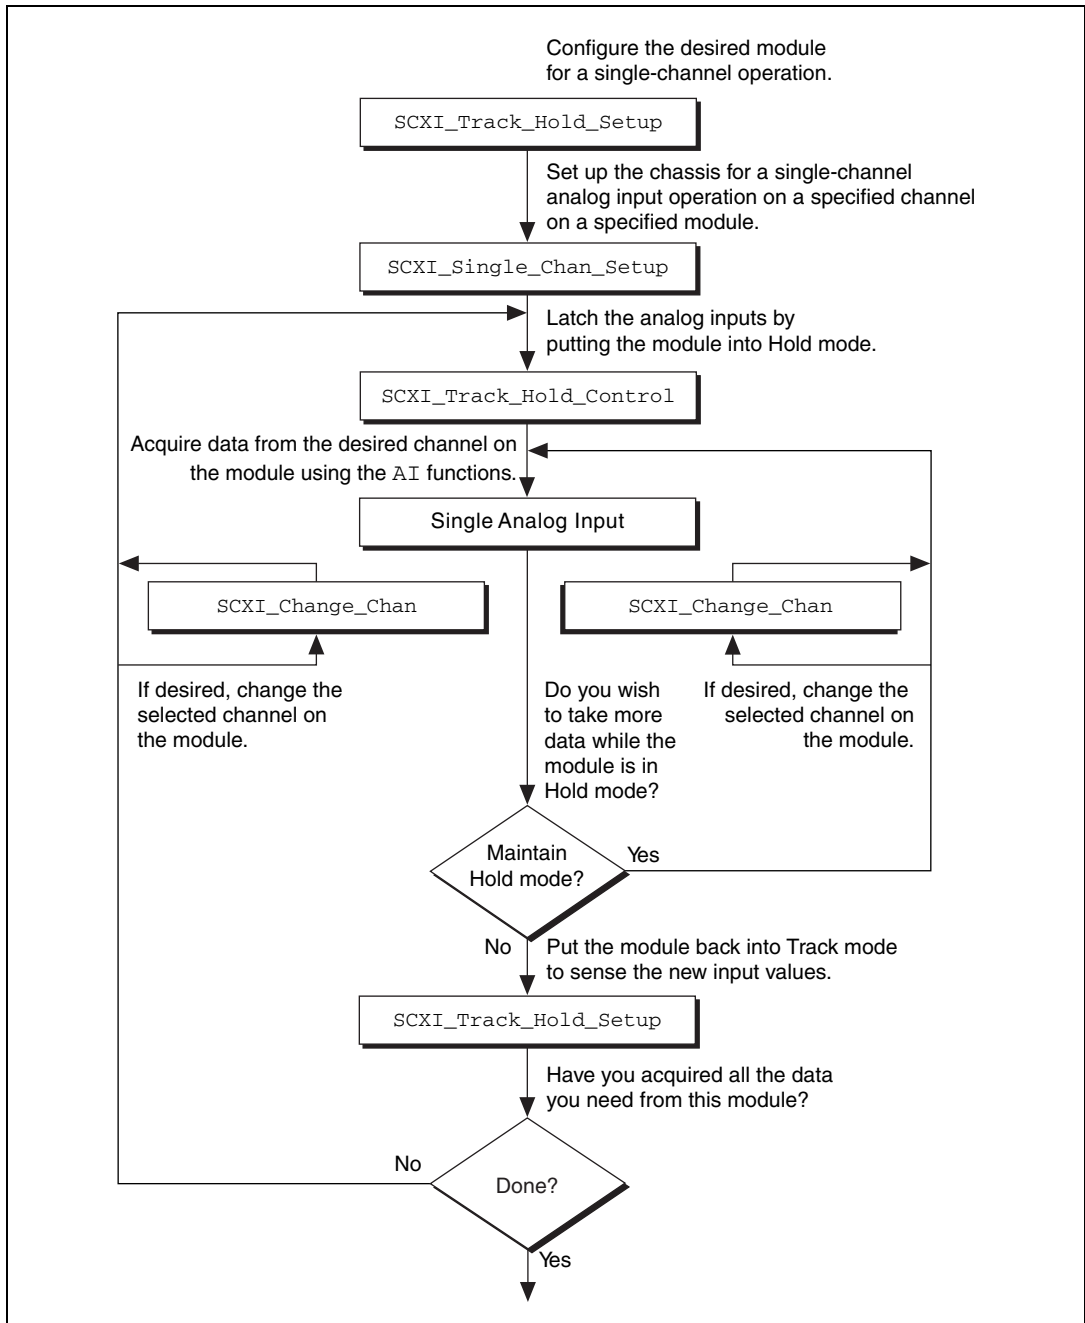 Configure the desired module
for a single-channel operation.
SCXI_Track_Hold_Setup
Set up the chassis for a single-channel
analog input operation on a specified channel
on a specified module.
SCXI_Single_Chan_Setup
Latch the analog inputs by
putting the module into Hold mode.
SCXI_Track_Hold_Control
Acquire data from the desired channel on
the module using the AI functions.
Single Analog Input
SCXI_Change_Chan
SCXI_Change_Chan
If desired, change the
selected channel on
the module.
Do you wish
to take more
data while the
module is in
Hold mode?
If desired, change the
selected channel on
the module.
Maintain
Hold mode?
Yes
No
Put the module back into Track mode
to sense the new input values.
SCXI_Track_Hold_Setup
Have you acquired all the data
you need from this module?
No
Done?
Yes